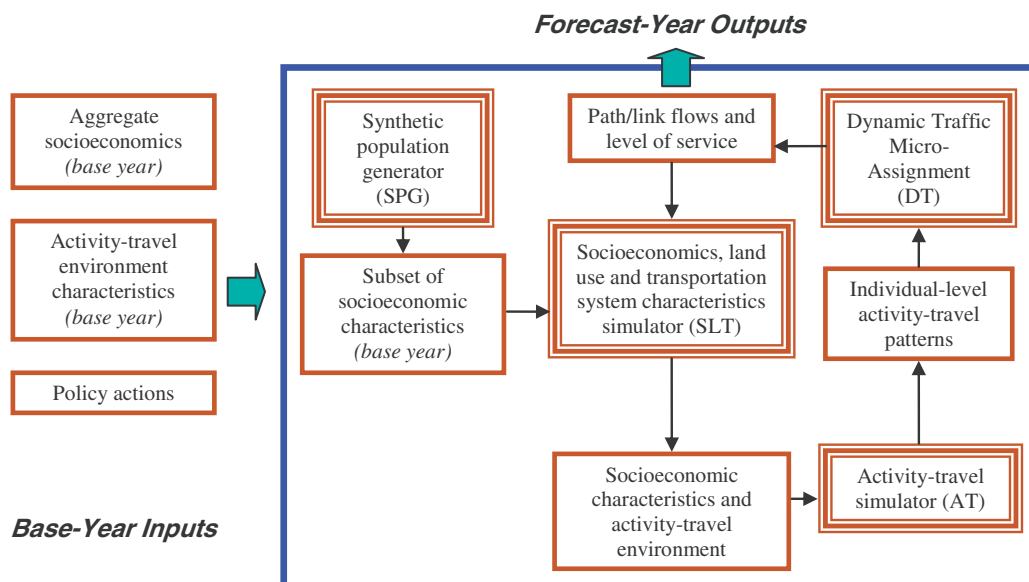 Forecast-Year Outputs
Aggregate
socioeconomics
(base year)
Activity-travel
environment
characteristics
(base year)
Policy actions
Base-Year Inputs
Synthetic
population
generator
(SPG)
Subset of
socioeconomic
characteristics
(base year)
Path/link flows and
level of service
Socioeconomics, land
use and transportation
system characteristics
simulator (SLT)
Socioeconomic
characteristics and
activity-travel
environment
Dynamic Traffic
Micro-
Assignment
(DT)
Individual-level
activity-travel
patterns
Activity-travel
simulator (AT)